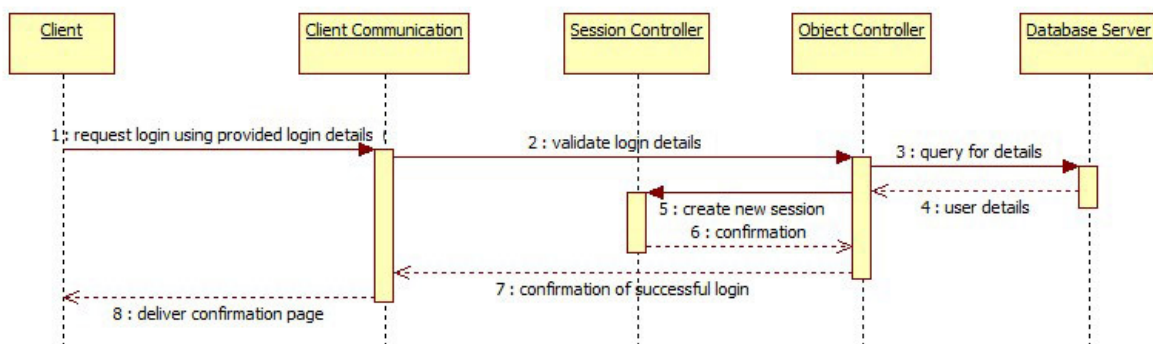 Client
Client Communication
Session Controller
Object Controller
Database Server
1 : request login using provided login details
2 : validate login details
3 : query for details
4 : user details
5 : create new session
6 : confirmation
7 : confirmation of successful login
8 : deliver confirmation page